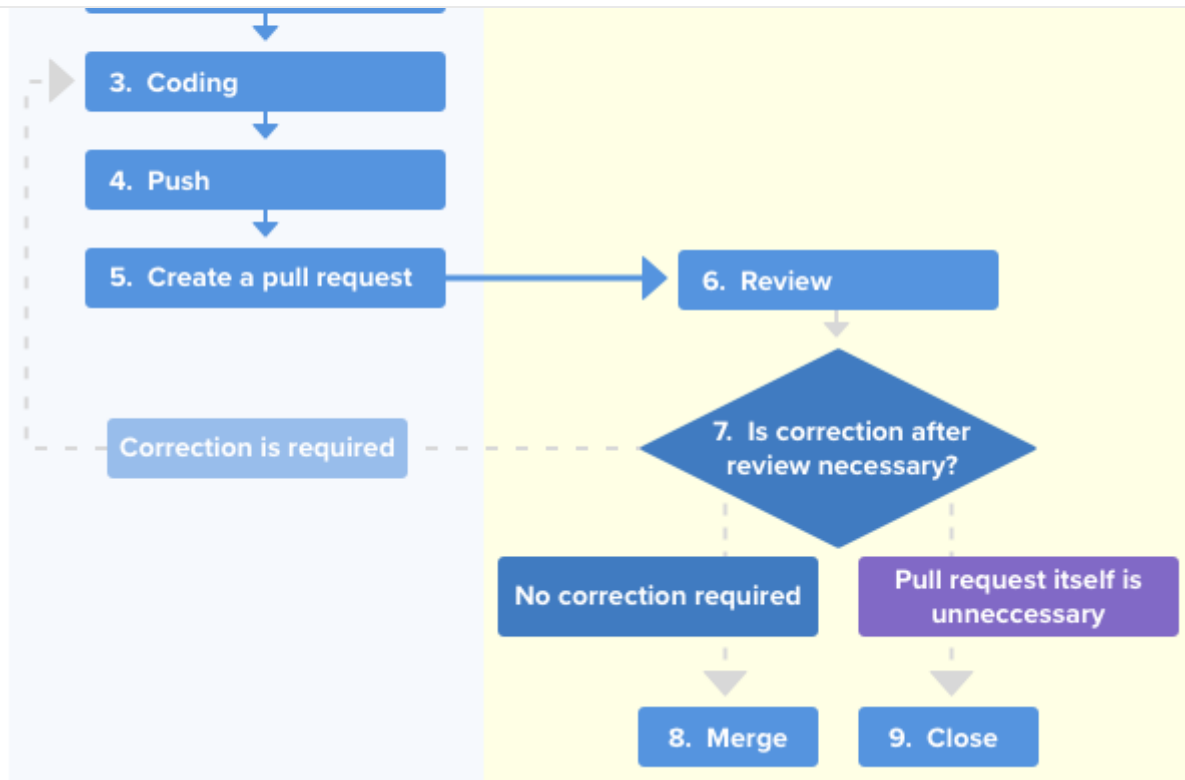 3. Coding
4. Push
5. Create a pull request
6. Review
7. Is correction after
review necessary?
Correction is required
No correction required
Pull request itself is
unneccessary
8. Merge
9. Close